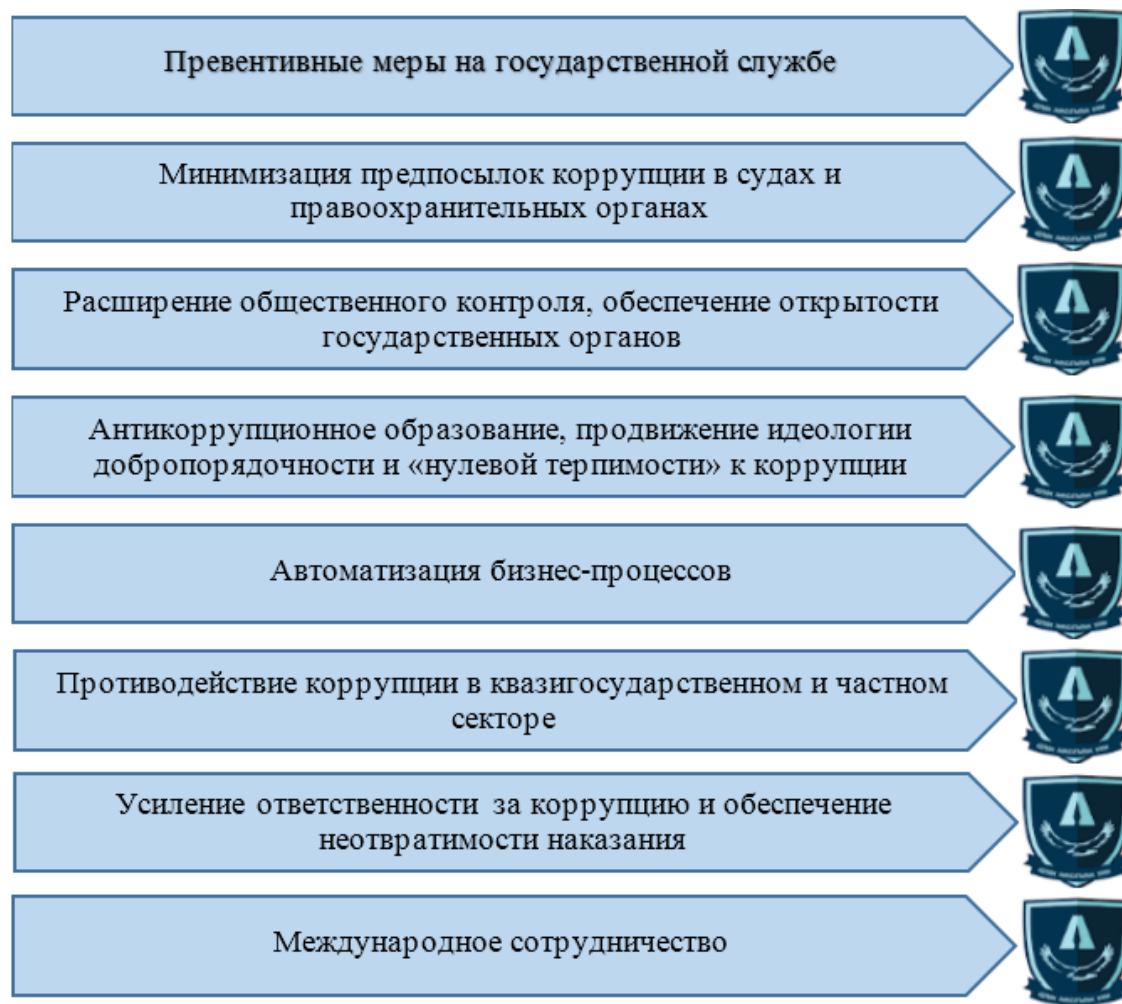 Превентивные меры на государственной службе
Минимизация предпосылок коррупции в судах и
правоохранительных органах
Расширение общественного контроля, обеспечение открытости
государственных органов
Антикоррупционное образование, продвижение идеологии
добропорядочности и «нулевой терпимости» к коррупции
Автоматизация бизнес-процессов
Противодействие коррупции в квазигосударственном и частном
секторе
Усиление ответственности за коррупцию и обеспечение
неотвратимости наказания
Международное сотрудничество